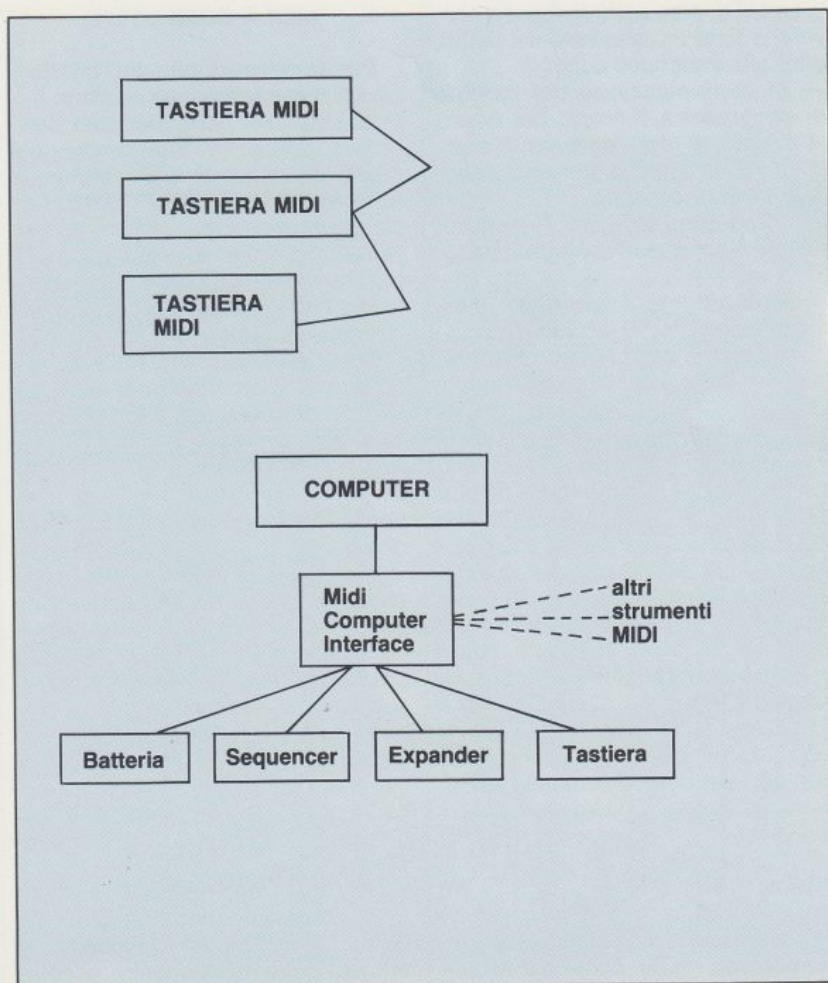 TASTIERA MIDI
TASTIERA MIDI
TASTIERA
MIDI
COMPUTER
Midi
Computer
Interface
altri
strumenti
MIDI
Batteria
Sequencer
Expander
Tastiera